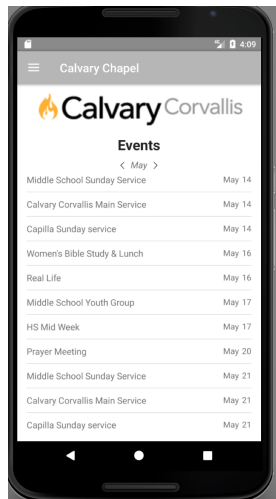 4:09
Calvary Chapel
Calvary Corvallis
Events
< May >
Middle School Sunday Service May 14
Calvary Corvallis Main Service May 14
Capilla Sunday service May 14
Women's Bible Study & Lunch May 16
Real Life May 16
Middle School Youth Group May 17
HS Mid Week May 17
Prayer Meeting May 20
Middle School Sunday Service May 21
Calvary Corvallis Main Service May 21
Capilla Sunday service May 21